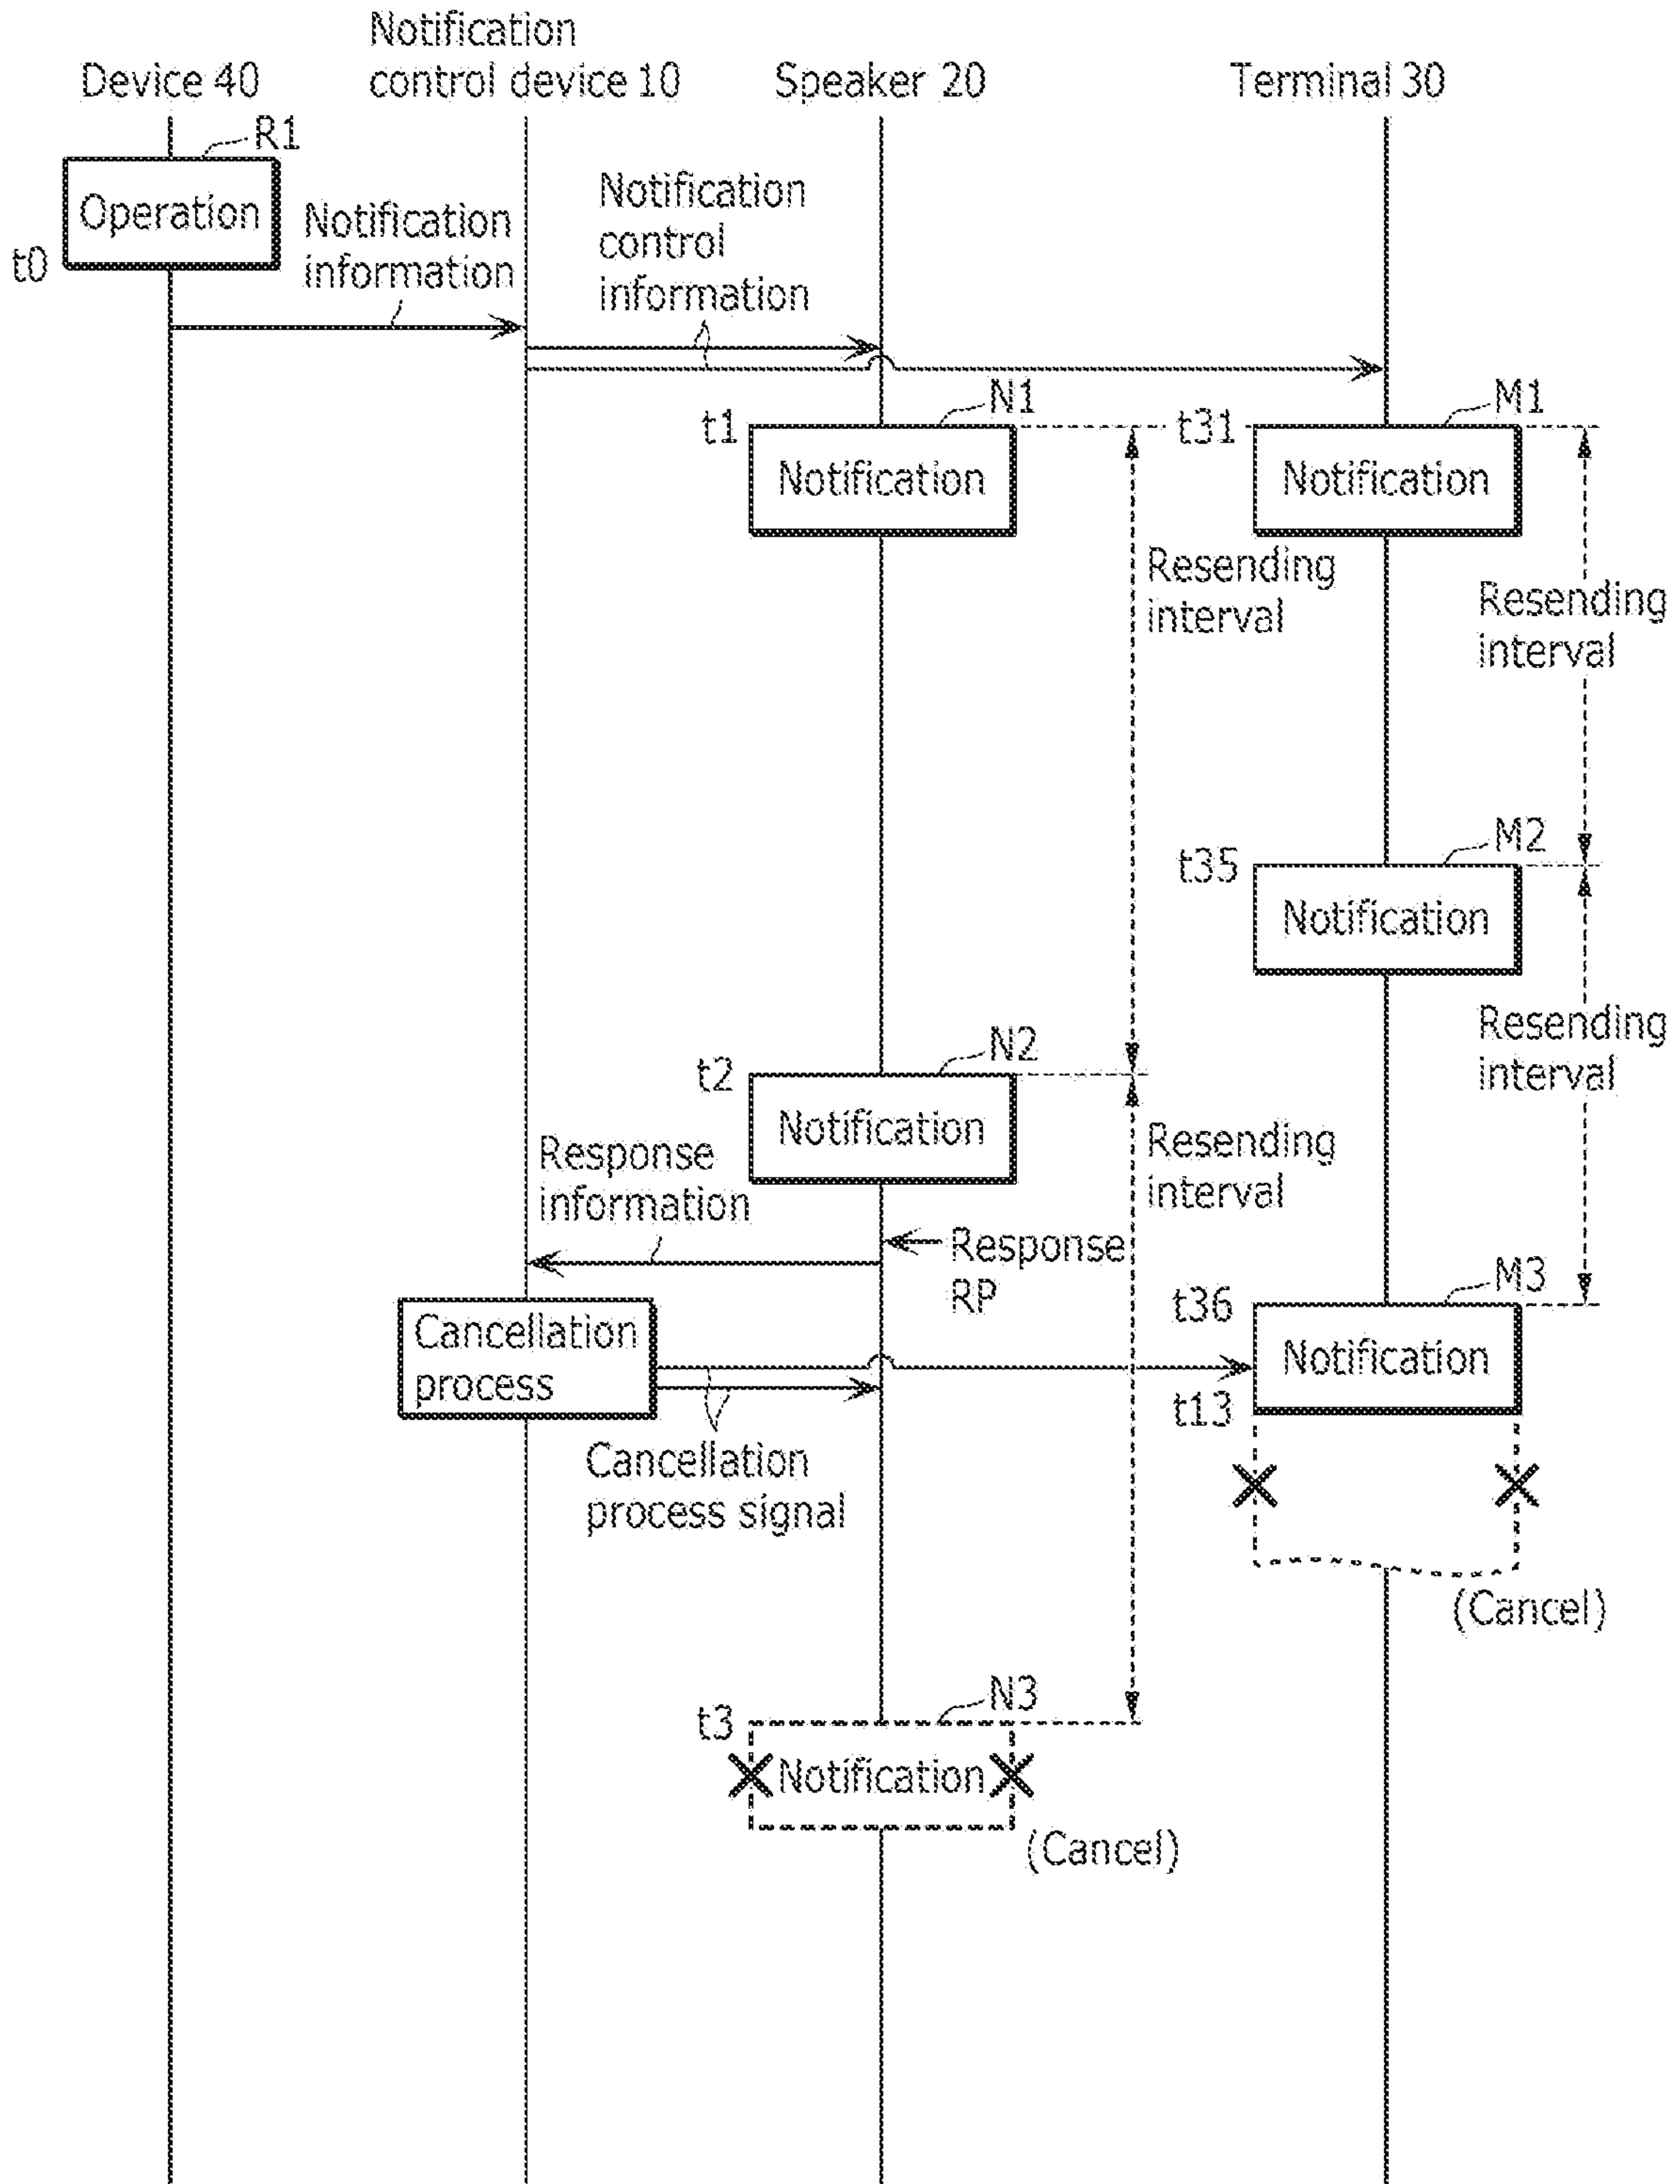 Notification
Device 40
control device 10
Speaker 20
Terminal 30
R1
Operation
t0
Notification
information
Notification
control
information
t1
N1
Notification
t31
M1
Notification
Resending
interval
Resending
interval
t35
M2
Notification
Resending
interval
t2
N2
Notification
Resending
interval
Response
information
Response
RP
Cancellation
process
t36
M3
Notification
t13
Cancellation
process signal
(Cancel)
t3
N3
Notification
(Cancel)